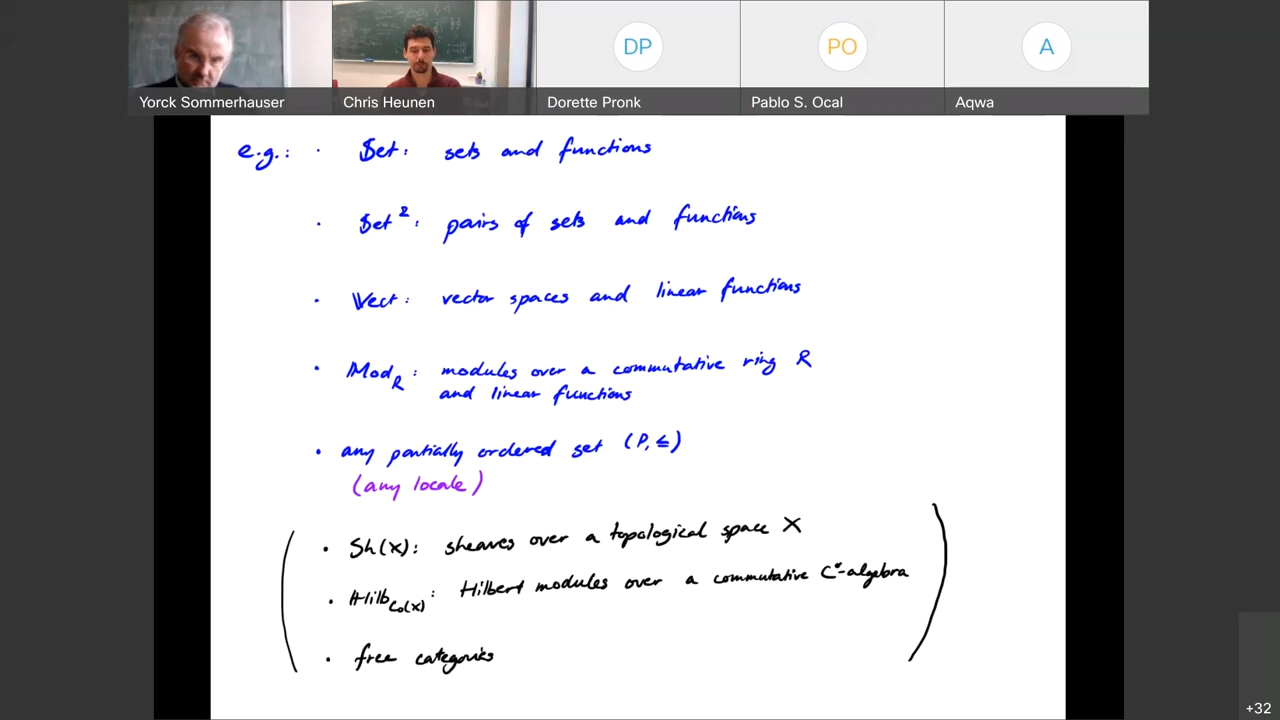 DP
PO
A
Yorck Sommerhauser
Chris Heunen
Dorette Pronk
Pablo S. Ocal
Aqwa
e.g.: · Set: sets and functions
· Set²: pairs of sets and functions
· Vect: vector spaces and linear functions
· Mod_R: modules over a commutative ring R
and linear functions
· any partially ordered set (P, ≤)
(any locale)
· Sh(X): sheaves over a topological space X
· Hilb_C₀(X): Hilbert modules over a commutative C*-algebra
· free categories
+32